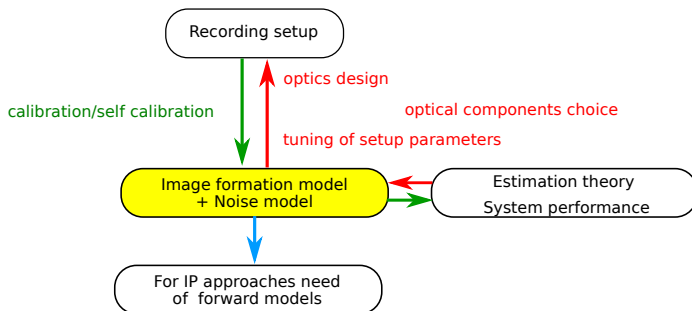 Recording setup
optics design
calibration/self calibration
optical components choice
tuning of setup parameters
Image formation model
+ Noise model
Estimation theory
System performance
For IP approaches need
of forward models